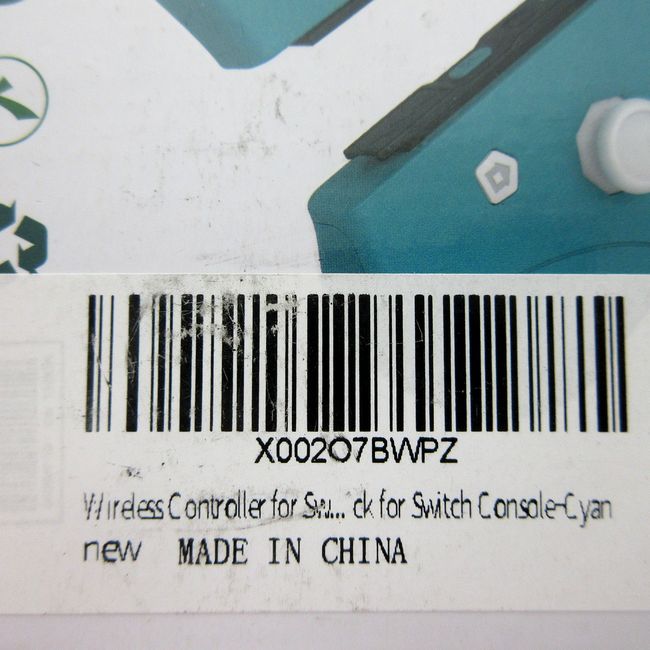 X002O7BWPZ
Wireless Controller for Sw... ck for Switch Console-Cyan
new MADE IN CHINA